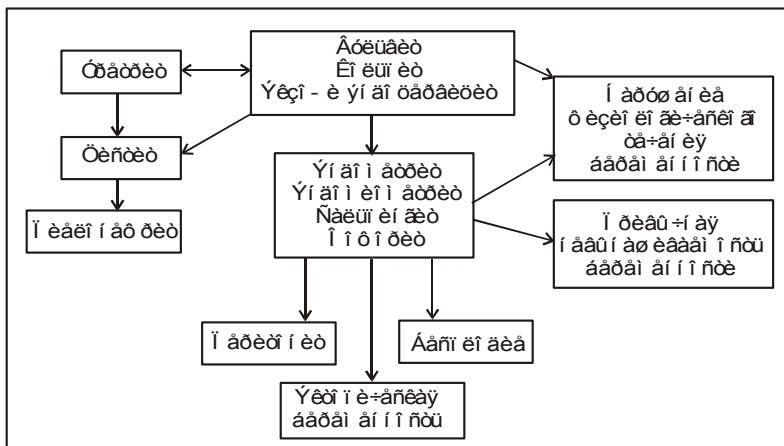 Óðåòðèò
Âóëüâèò
Êî ëüï èò
Ýêçî - è ýí äî öåðâèöèò
Í àðóø åí èå
ô èçèî ëî ãè÷åñêî ãî
òå÷åí èÿ
áåðåì åí í î ñòè
Öèñòèò
Ýí äî ì åòðèò
Ýí äî ì èî ì åòðèò
Ñàëüï èí ãèò
Î î ô î ðèò
Ï èåëî í åô ðèò
Ï ðèâû÷í àÿ
í åâûí àø èâàåì î ñòü
áåðåì åí í î ñòè
Ï åðèòî í èò
Áåñï ëî äèå
Ýêòî ï è÷åñêàÿ
áåðåì åí í î ñòü